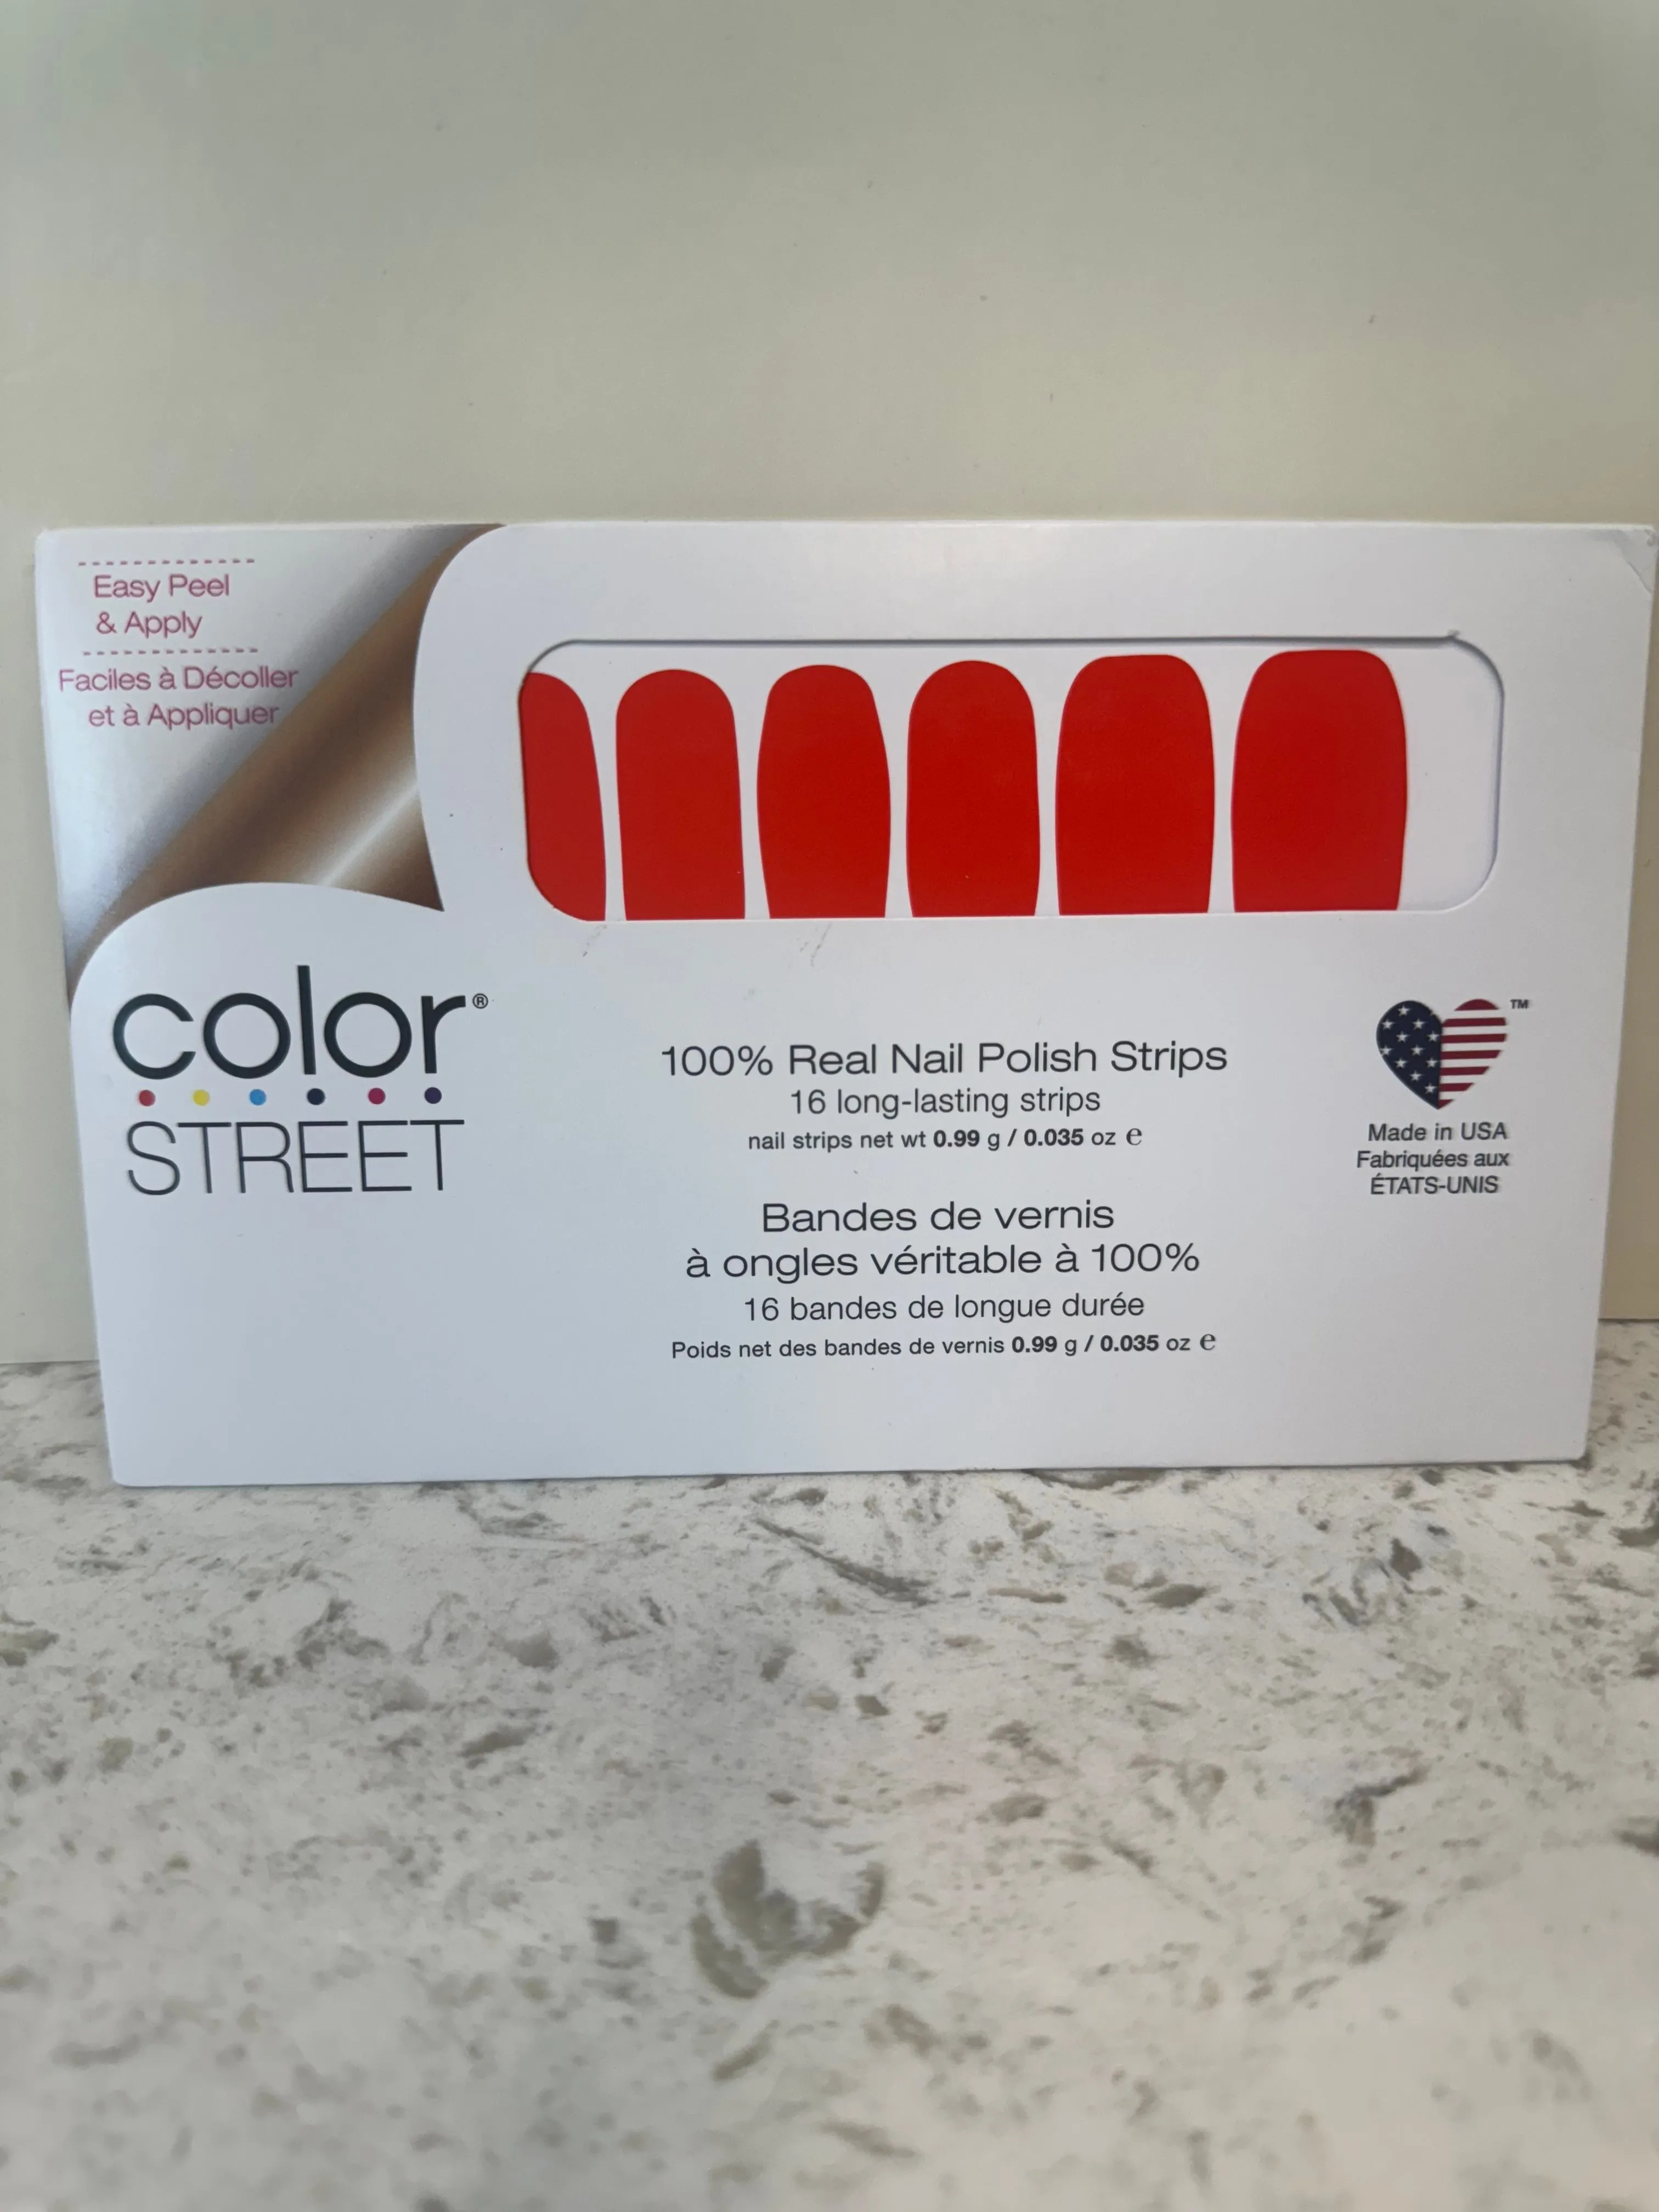 Easy Peel
& Apply
Faciles à Décoller
et à Appliquer
color®
STREET
100% Real Nail Polish Strips
16 long-lasting strips
nail strips net wt 0.99 g / 0.035 oz ℮
Bandes de vernis
à ongles véritable à 100%
16 bandes de longue durée
Poids net des bandes de vernis 0.99 g / 0.035 oz ℮
TM
Made in USA
Fabriquées aux
ÉTATS-UNIS